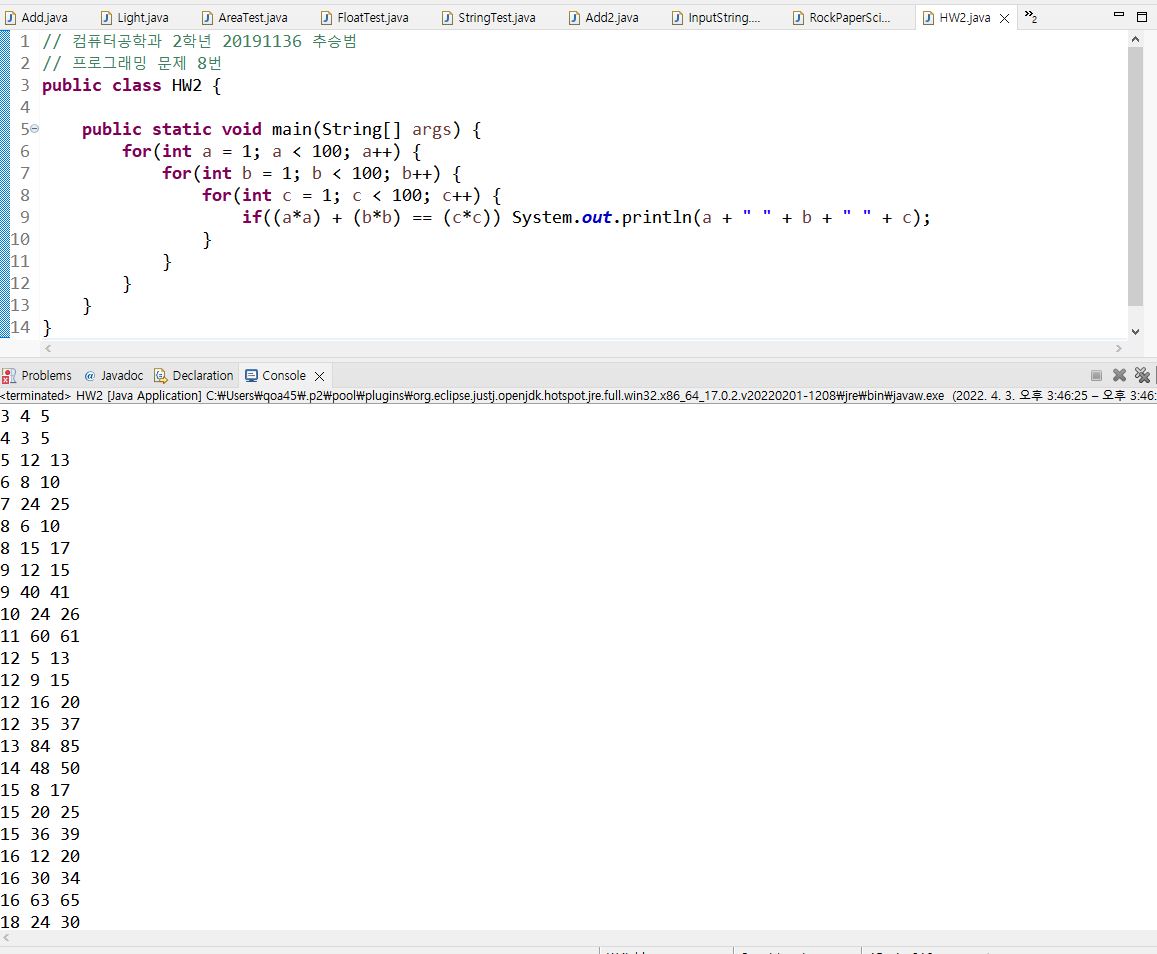 Add.java Light.java AreaTest.java FloatTest.java StringTest.java Add2.java InputString.... RockPaperSci... HW2.java »2
1 // 컴퓨터공학과 2학년 20191136 추승범
2 // 프로그래밍 문제 8번
3 public class HW2 {
4
5 public static void main(String[] args) {
6 for(int a = 1; a < 100; a++) {
7 for(int b = 1; b < 100; b++) {
8 for(int c = 1; c < 100; c++) {
9 if((a*a) + (b*b) == (c*c)) System.out.println(a + " " + b + " " + c);
10 }
11 }
12 }
13 }
14 }
Problems @ Javadoc Declaration Console
<terminated> HW2 [Java Application] C:₩Users₩qoa45₩.p2₩pool₩plugins₩org.eclipse.justj.openjdk.hotspot.jre.full.win32.x86_64_17.0.2.v20220201-1208₩jre₩bin₩javaw.exe (2022. 4. 3. 오후 3:46:25 – 오후 3:46:
3 4 5
4 3 5
5 12 13
6 8 10
7 24 25
8 6 10
8 15 17
9 12 15
9 40 41
10 24 26
11 60 61
12 5 13
12 9 15
12 16 20
12 35 37
13 84 85
14 48 50
15 8 17
15 20 25
15 36 39
16 12 20
16 30 34
16 63 65
18 24 30